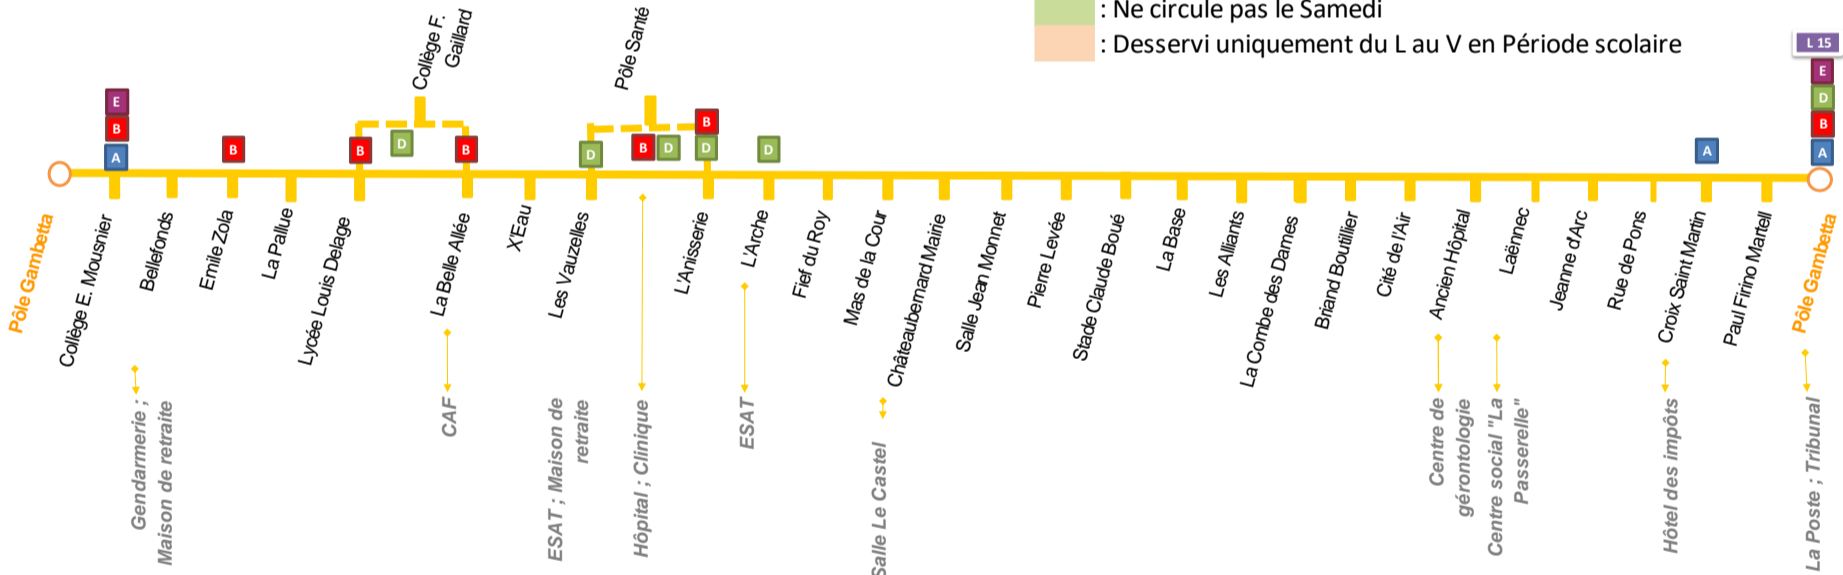 : Ne circule pas le Samedi
: Desservi uniquement du L au V en Période scolaire
L 15
E
D
B
A
Collège F.
Gaillard
Pôle Santé
E
B
A
B
B
D
B
D
B
D
B
D
D
A
Pôle Gambetta
Collège E. Mousnier
Bellefonds
Emile Zola
La Pallue
Lycée Louis Delage
La Belle Allée
X'Eau
Les Vauzelles
L'Anisserie
L'Arche
Fief du Roy
Mas de la Cour
Châteaubernard Mairie
Salle Jean Monnet
Pierre Levée
Stade Claude Boué
La Base
Les Alliants
La Combe des Dames
Briand Boutillier
Cité de l'Air
Ancien Hôpital
Laënnec
Jeanne d'Arc
Rue de Pons
Croix Saint Martin
Paul Firino Martell
Pôle Gambetta
Gendarmerie ;
Maison de retraite
CAF
ESAT ; Maison de
retraite
Hôpital ; Clinique
ESAT
Salle Le Castel
Centre de
gérontologie
Centre social "La
Passerelle"
Hôtel des impôts
La Poste ; Tribunal